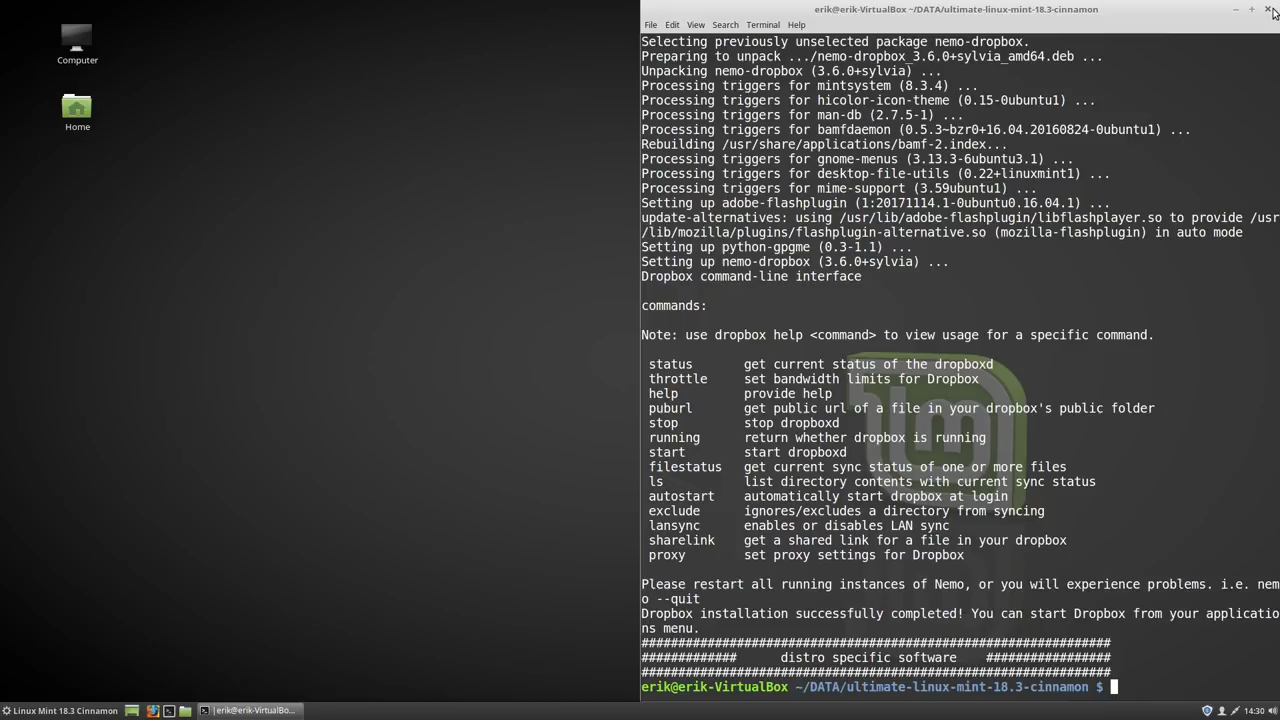 Computer
Home
erik@erik-VirtualBox ~/DATA/ultimate-linux-mint-18.3-cinnamon
File Edit View Search Terminal Help
Selecting previously unselected package nemo-dropbox.
Preparing to unpack .../nemo-dropbox_3.6.0+sylvia_amd64.deb ...
Unpacking nemo-dropbox (3.6.0+sylvia) ...
Processing triggers for mintsystem (8.3.4) ...
Processing triggers for hicolor-icon-theme (0.15-0ubuntu1) ...
Processing triggers for man-db (2.7.5-1) ...
Processing triggers for bamfdaemon (0.5.3~bzr0+16.04.20160824-0ubuntu1) ...
Rebuilding /usr/share/applications/bamf-2.index...
Processing triggers for gnome-menus (3.13.3-6ubuntu3.1) ...
Processing triggers for desktop-file-utils (0.22+linuxmint1) ...
Processing triggers for mime-support (3.59ubuntu1) ...
Setting up adobe-flashplugin (1:20171114.1-0ubuntu0.16.04.1) ...
update-alternatives: using /usr/lib/adobe-flashplugin/libflashplayer.so to provide /usr
/lib/mozilla/plugins/flashplugin-alternative.so (mozilla-flashplugin) in auto mode
Setting up python-gpgme (0.3-1.1) ...
Setting up nemo-dropbox (3.6.0+sylvia) ...
Dropbox command-line interface
commands:
Note: use dropbox help <command> to view usage for a specific command.
status get current status of the dropboxd
throttle set bandwidth limits for Dropbox
help provide help
puburl get public url of a file in your dropbox's public folder
stop stop dropboxd
running return whether dropbox is running
start start dropboxd
filestatus get current sync status of one or more files
ls list directory contents with current sync status
autostart automatically start dropbox at login
exclude ignores/excludes a directory from syncing
lansync enables or disables LAN sync
sharelink get a shared link for a file in your dropbox
proxy set proxy settings for Dropbox
Please restart all running instances of Nemo, or you will experience problems. i.e. nem
o --quit
Dropbox installation successfully completed! You can start Dropbox from your applicatio
ns menu.
################################################################
############# distro specific software #################
################################################################
erik@erik-VirtualBox ~/DATA/ultimate-linux-mint-18.3-cinnamon $
Linux Mint 18.3 Cinnamon
erik@erik-VirtualBo...
14:30